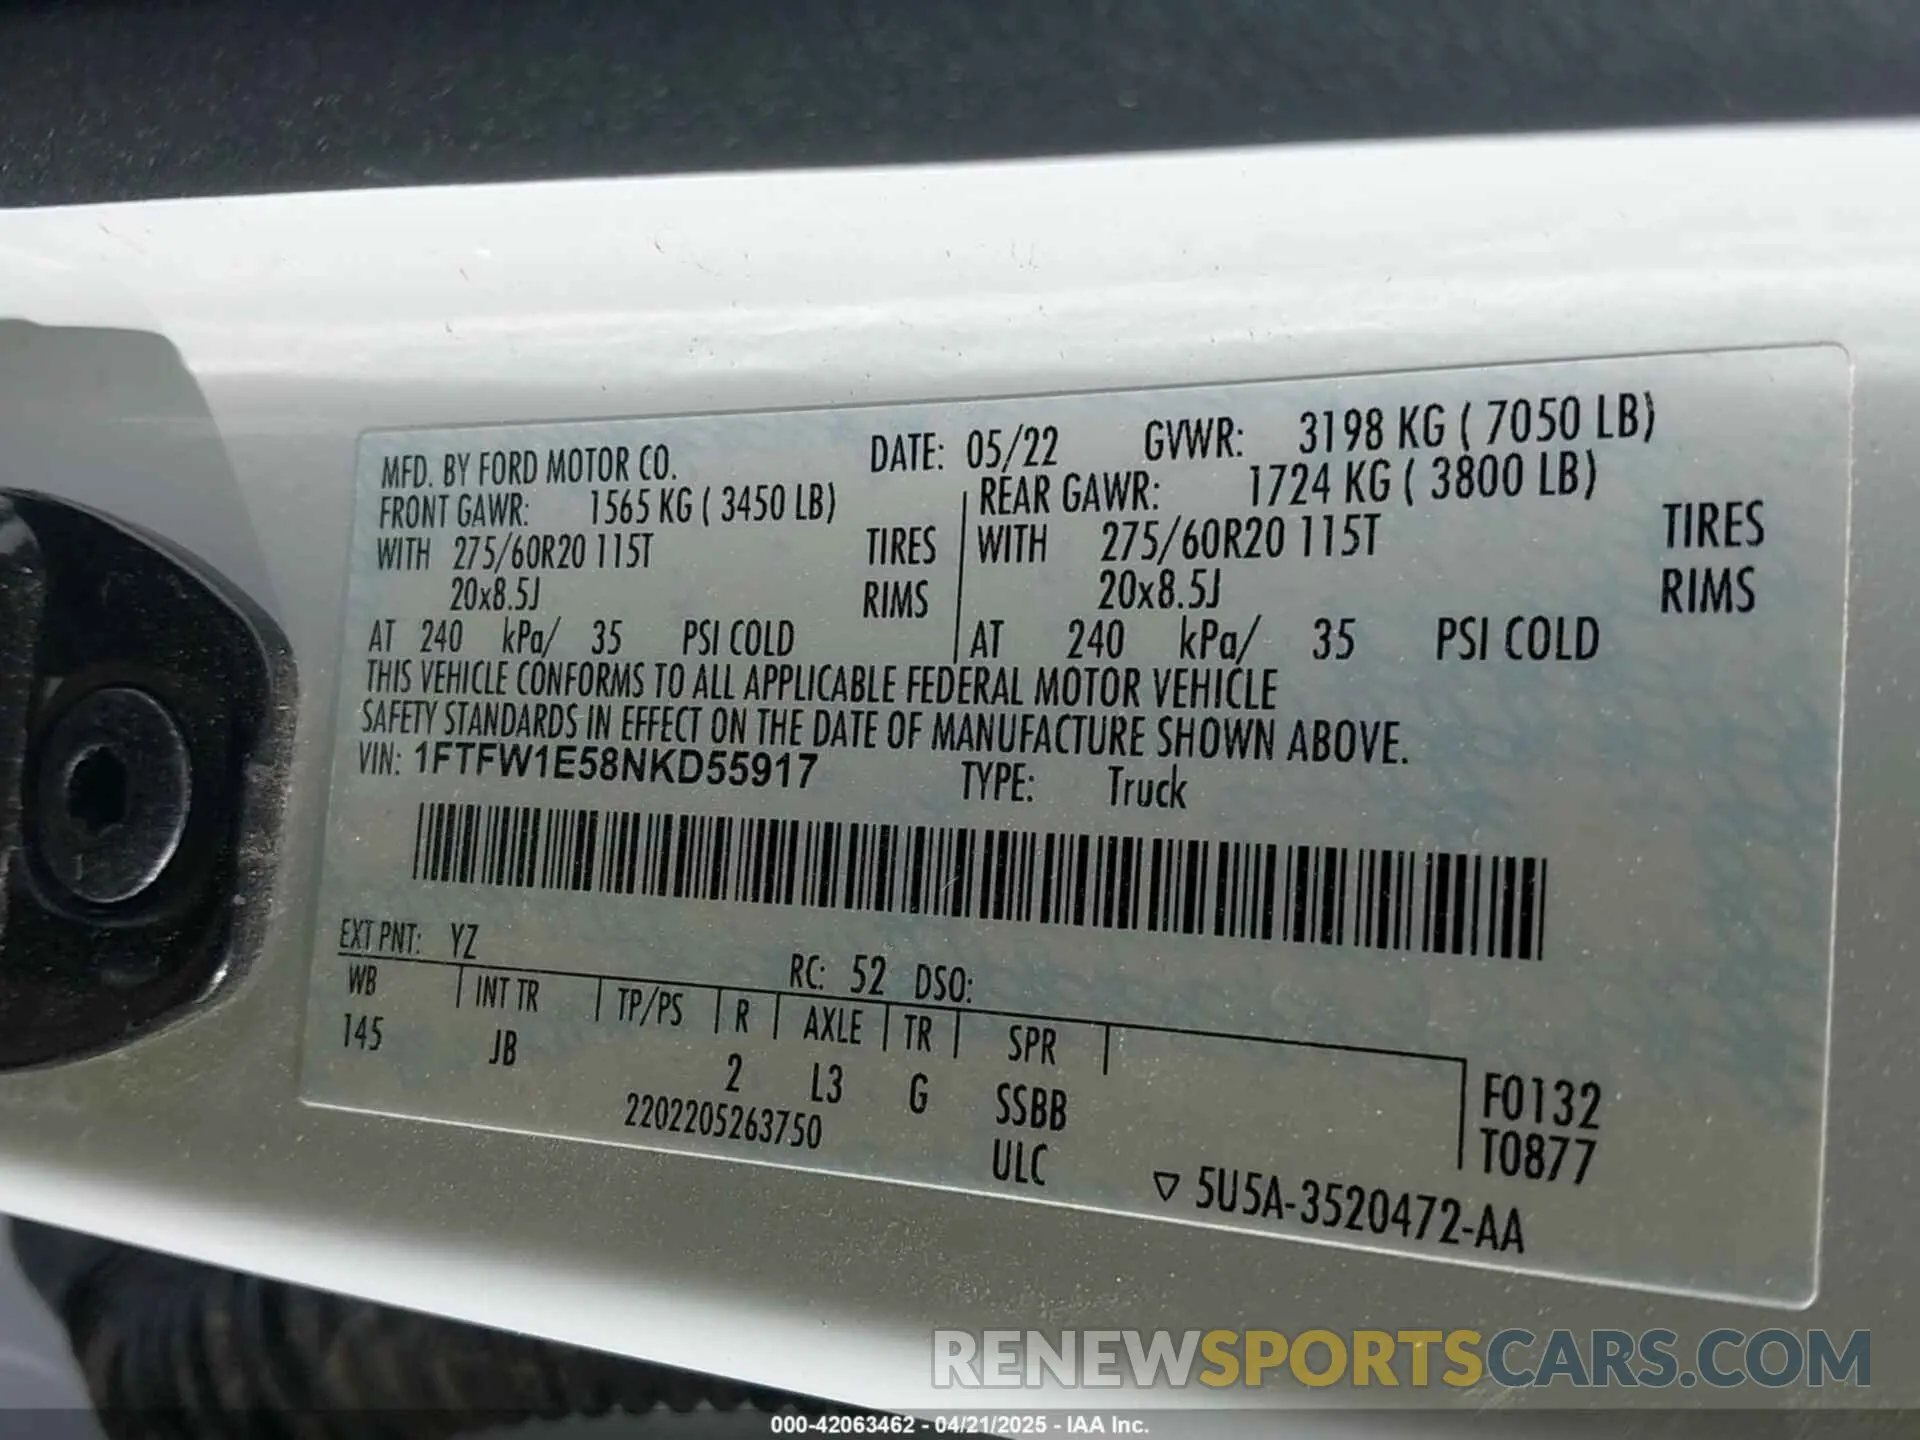 MFD. BY FORD MOTOR CO. DATE: 05/22 GVWR: 3198 KG ( 7050 LB)
FRONT GAWR: 1565 KG ( 3450 LB) REAR GAWR: 1724 KG ( 3800 LB)
WITH 275/60R20 115T TIRES WITH 275/60R20 115T TIRES
20x8.5J RIMS 20x8.5J RIMS
AT 240 kPa/ 35 PSI COLD AT 240 kPa/ 35 PSI COLD
THIS VEHICLE CONFORMS TO ALL APPLICABLE FEDERAL MOTOR VEHICLE
SAFETY STANDARDS IN EFFECT ON THE DATE OF MANUFACTURE SHOWN ABOVE.
VIN: 1FTFW1E58NKD55917 TYPE: Truck
EXT PNT: YZ RC: 52 DSO:
WB INT TR TP/PS R AXLE TR SPR
145 JB 2 L3 G SSBB F0132
2202205263750 ULC T0877
5U5A-3520472-AA
RENEWSPORTSCARS.COM
000-42063462 - 04/21/2025 - IAA Inc.